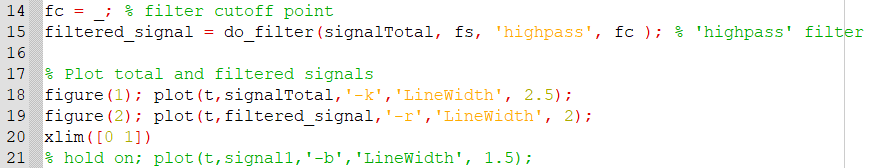 14 fc = _; % filter cutoff point
15 filtered_signal = do_filter(signalTotal, fs, 'highpass', fc ); % 'highpass' filter
16
17 % Plot total and filtered signals
18 figure(1); plot(t,signalTotal,'-k','LineWidth', 2.5);
19 figure(2); plot(t,filtered_signal,'-r','LineWidth', 2);
20 xlim([0 1])
21 % hold on; plot(t,signal1,'-b','LineWidth', 1.5);